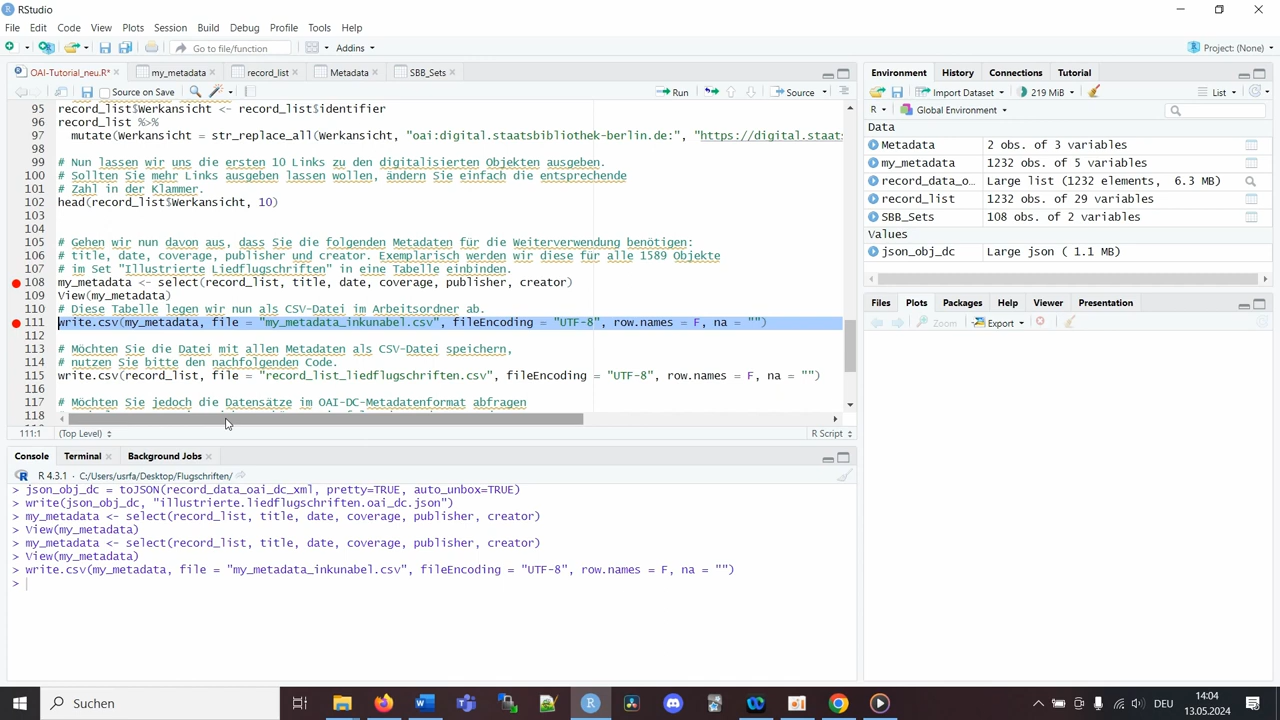 RStudio
File Edit Code View Plots Session Build Debug Profile Tools Help
Go to file/function Addins Project: (None)
OAI-Tutorial_neu.R* my_metadata record_list Metadata SBB_Sets
Source on Save Run Source
95 record_list$Werkansicht <- record_list$identifier
96 record_list %>%
97 mutate(Werkansicht = str_replace_all(Werkansicht, "oai:digital.staatsbibliothek-berlin.de:", "https://digital.staats
98
99 # Nun lassen wir uns die ersten 10 Links zu den digitalisierten Objekten ausgeben.
100 # Sollten Sie mehr Links ausgeben lassen wollen, ändern Sie einfach die entsprechende
101 # Zahl in der Klammer.
102 head(record_list$Werkansicht, 10)
103
104
105 # Gehen wir nun davon aus, dass Sie die folgenden Metadaten für die Weiterverwendung benötigen:
106 # title, date, coverage, publisher und creator. Exemplarisch werden wir diese für alle 1589 Objekte
107 # im Set "Illustrierte Liedflugschriften" in eine Tabelle einbinden.
108 my_metadata <- select(record_list, title, date, coverage, publisher, creator)
109 View(my_metadata)
110 # Diese Tabelle legen wir nun als CSV-Datei im Arbeitsordner ab.
111 write.csv(my_metadata, file = "my_metadata_inkunabel.csv", fileEncoding = "UTF-8", row.names = F, na = "")
112
113 # Möchten Sie die Datei mit allen Metadaten als CSV-Datei speichern,
114 # nutzen Sie bitte den nachfolgenden Code.
115 write.csv(record_list, file = "record_list_liedflugschriften.csv", fileEncoding = "UTF-8", row.names = F, na = "")
116
117 # Möchten Sie jedoch die Datensätze im OAI-DC-Metadatenformat abfragen
118
111:1 (Top Level) R Script
Console Terminal Background Jobs
R 4.3.1 · C:/Users/usrfa/Desktop/Flugschriften/
> json_obj_dc = toJSON(record_data_oai_dc_xml, pretty=TRUE, auto_unbox=TRUE)
> write(json_obj_dc, "illustrierte.liedflugschriften.oai_dc.json")
> my_metadata <- select(record_list, title, date, coverage, publisher, creator)
> View(my_metadata)
> my_metadata <- select(record_list, title, date, coverage, publisher, creator)
> View(my_metadata)
> write.csv(my_metadata, file = "my_metadata_inkunabel.csv", fileEncoding = "UTF-8", row.names = F, na = "")
>
Environment History Connections Tutorial
Import Dataset 219 MiB List
R Global Environment
Data
Metadata 2 obs. of 3 variables
my_metadata 1232 obs. of 5 variables
record_data_o… Large list (1232 elements, 6.3 MB)
record_list 1232 obs. of 29 variables
SBB_Sets 108 obs. of 2 variables
Values
json_obj_dc Large json ( 1.1 MB)
Files Plots Packages Help Viewer Presentation
Zoom Export
Suchen
DEU
14:04
13.05.2024